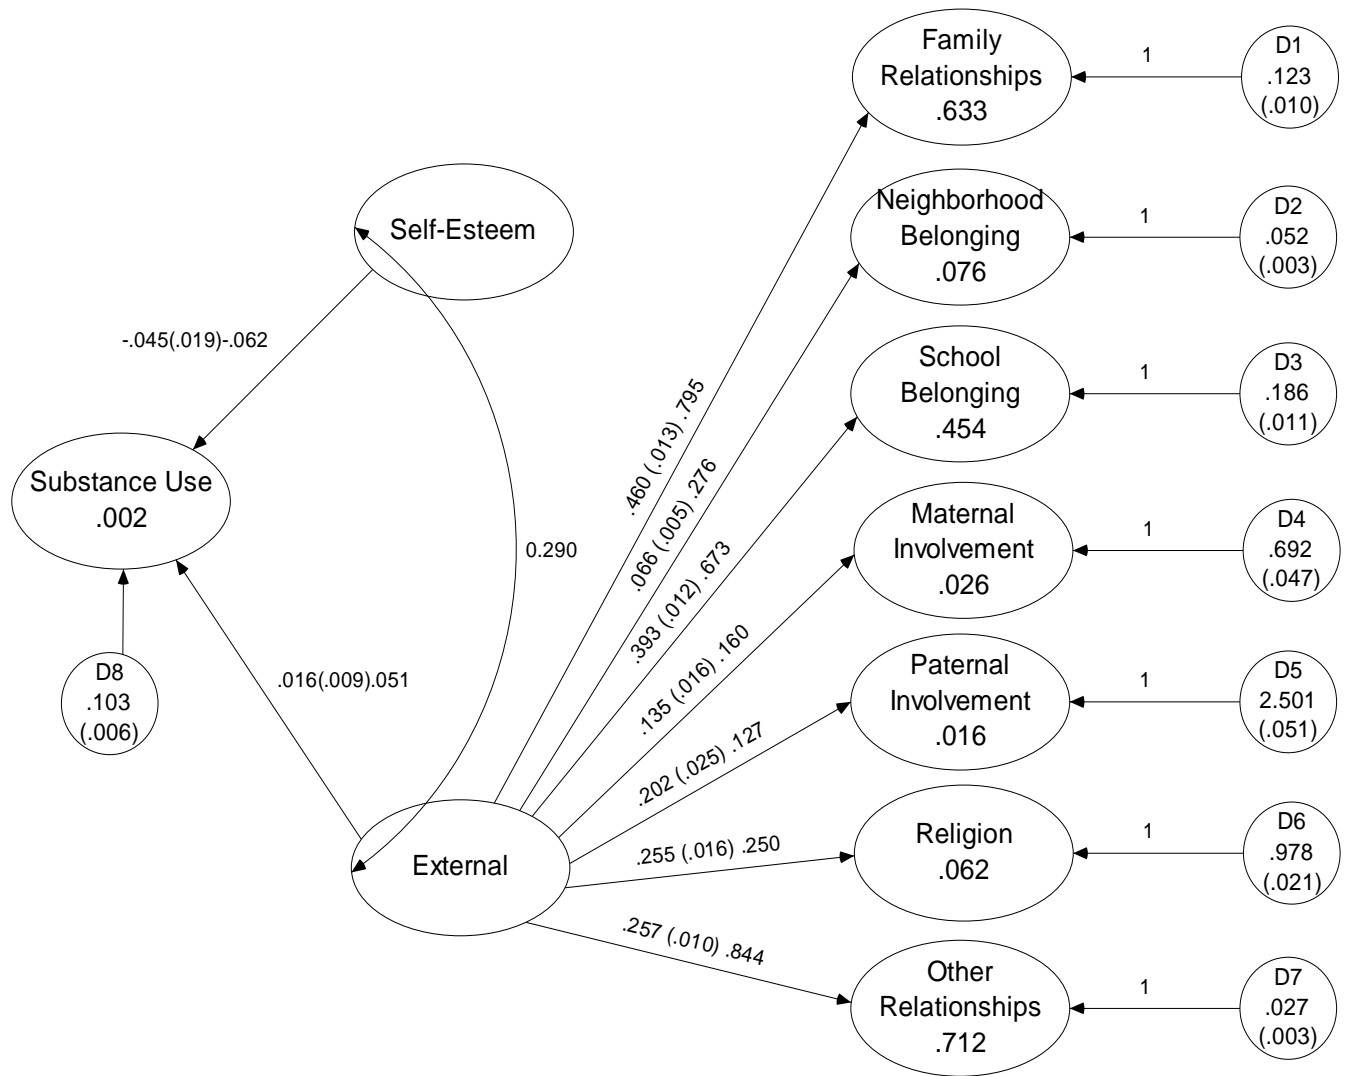 Family
Relationships
.633
1
D1
.123
(.010)
Neighborhood
Belonging
.076
1
D2
.052
(.003)
Self-Esteem
-.045(.019)-.062
School
Belonging
.454
1
D3
.186
(.011)
.460 (.013) .795
.066 (.005) .276
.393 (.012) .673
Substance Use
.002
0.290
Maternal
Involvement
.026
1
D4
.692
(.047)
.135 (.016) .160
D8
.103
(.006)
.016(.009).051
Paternal
Involvement
.016
1
D5
2.501
(.051)
.202 (.025) .127
External
.255 (.016) .250
Religion
.062
1
D6
.978
(.021)
.257 (.010) .844
Other
Relationships
.712
1
D7
.027
(.003)